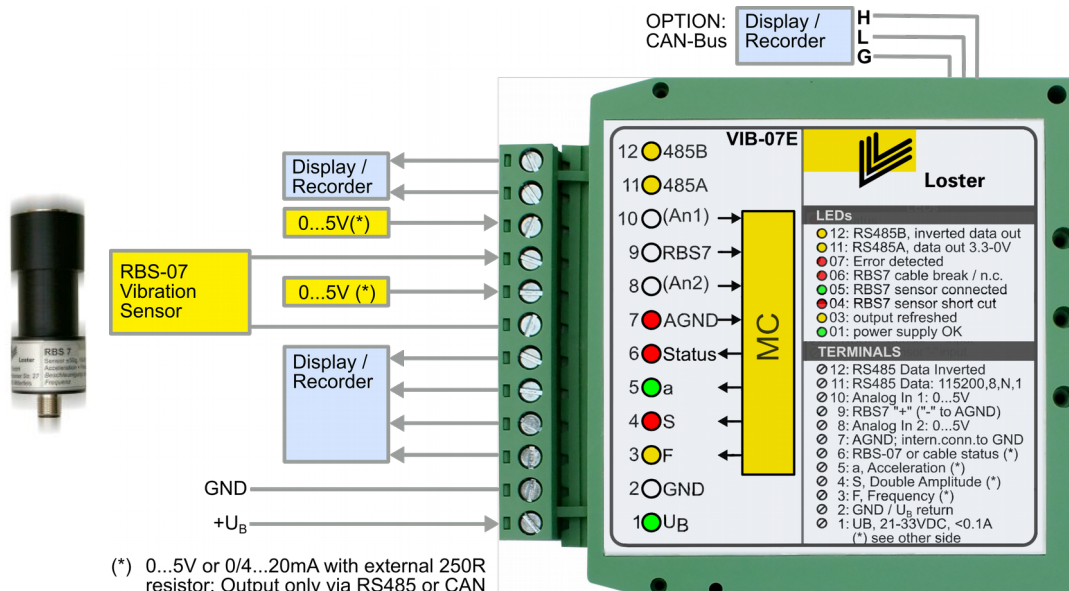 OPTION:
CAN-Bus
Display /
Recorder
H
L
G
Display /
Recorder
0...5V(*)
RBS-07
Vibration
Sensor
0...5V (*)
Display /
Recorder
GND
+UB
(*) 0...5V or 0/4...20mA with external 250R
resistor; Output only via RS485 or CAN
Loster
RBS 7
Sensor ±50g
VIB-07E
12 485B
11 485A
10 (An1)
9 RBS7
8 (An2)
7 AGND
6 Status
5 a
4 S
3 F
2 GND
1 UB
MC
Loster
LEDs
12: RS485B, inverted data out
11: RS485A, data out 3.3-0V
07: Error detected
06: RBS7 cable break / n.c.
05: RBS7 sensor connected
04: RBS7 sensor short cut
03: output refreshed
01: power supply OK
TERMINALS
12: RS485 Data Inverted
11: RS485 Data: 115200,8,N,1
10: Analog In 1: 0...5V
9: RBS7 "+" ("-" to AGND)
8: Analog In 2: 0...5V
7: AGND; intern.conn.to GND
6: RBS-07 or cable status (*)
5: a, Acceleration (*)
4: S, Double Amplitude (*)
3: F, Frequency (*)
2: GND / UB return
1: UB, 21-33VDC, <0.1A
(*) see other side